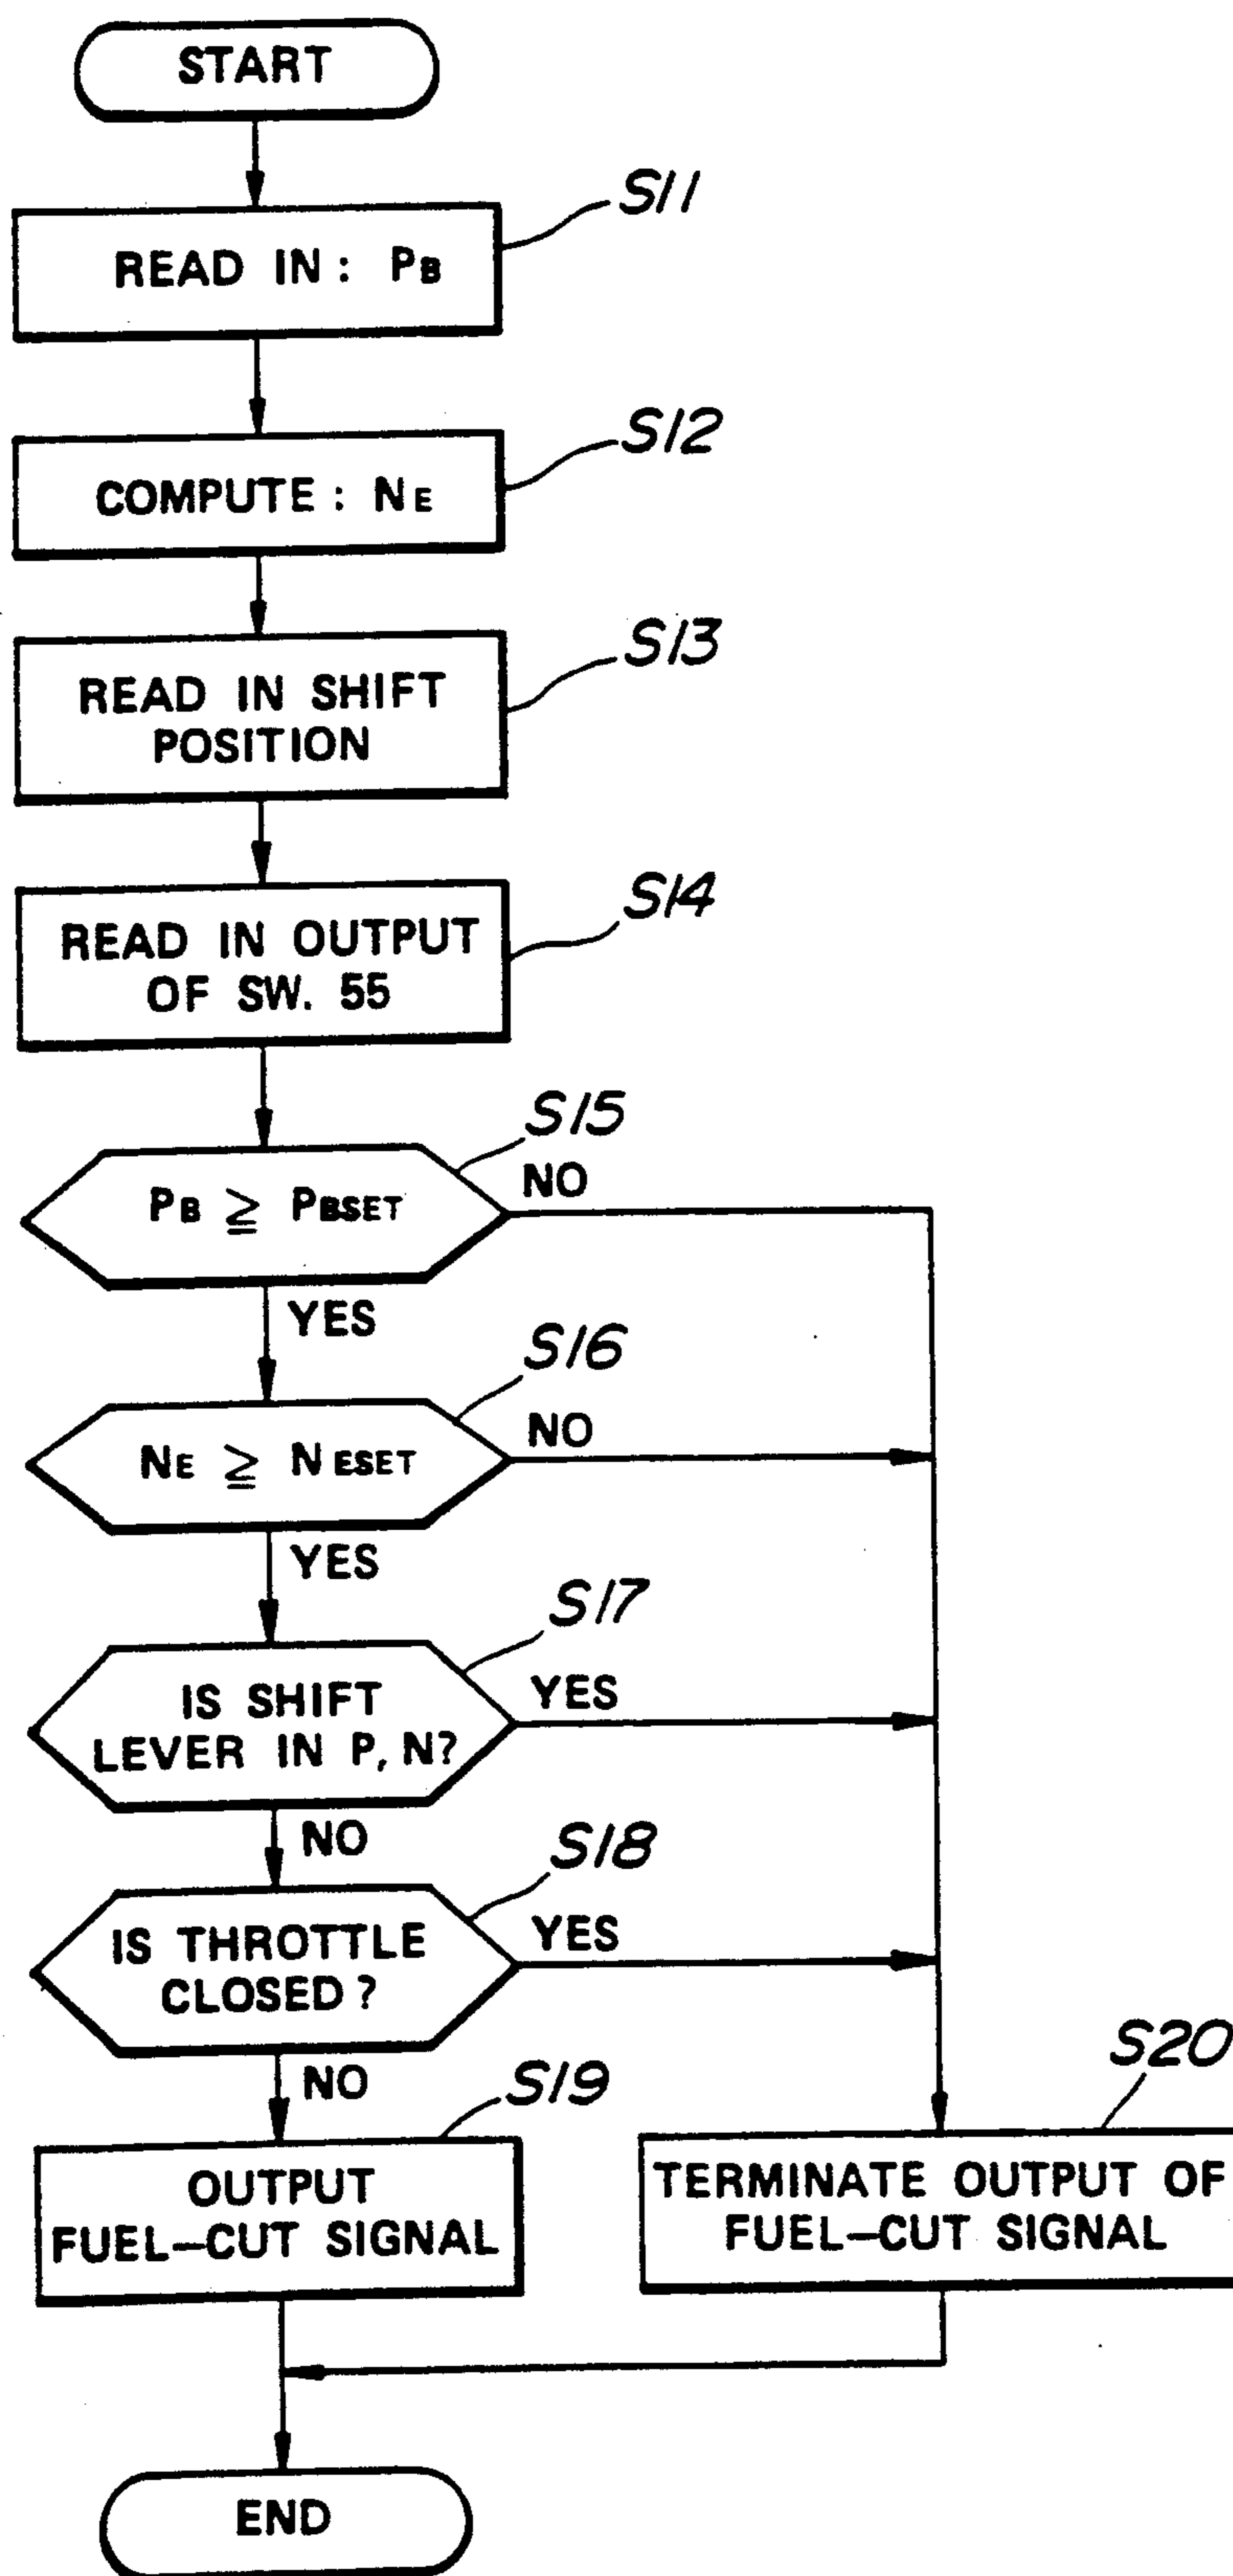 START
S11
READ IN: PB
S12
COMPUTE: NE
S13
READ IN SHIFT
POSITION
S14
READ IN OUTPUT
OF SW. 55
S15
PB ≧ PBSET
NO
YES
S16
NE ≧ NESET
NO
YES
S17
IS SHIFT
LEVER IN P, N?
YES
NO
S18
IS THROTTLE
CLOSED?
YES
NO
S19
OUTPUT
FUEL-CUT SIGNAL
S20
TERMINATE OUTPUT OF
FUEL-CUT SIGNAL
END